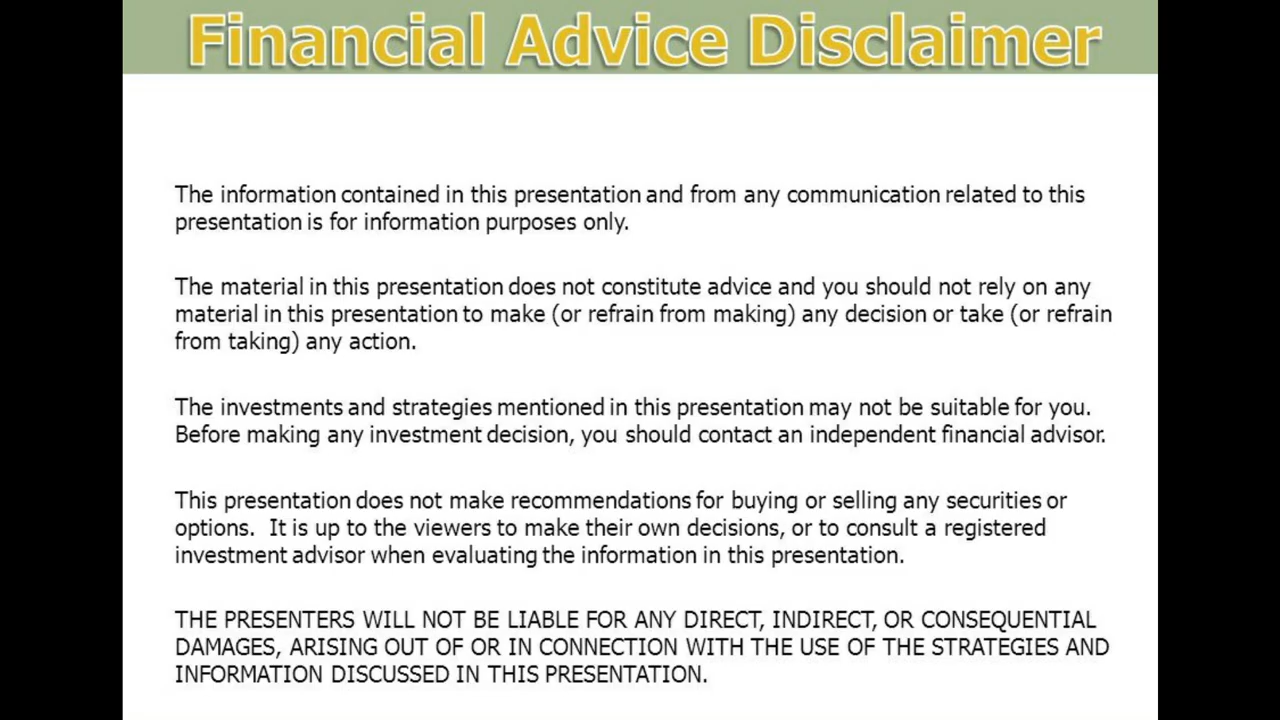 Financial Advice Disclaimer
The information contained in this presentation and from any communication related to this
presentation is for information purposes only.
The material in this presentation does not constitute advice and you should not rely on any
material in this presentation to make (or refrain from making) any decision or take (or refrain
from taking) any action.
The investments and strategies mentioned in this presentation may not be suitable for you.
Before making any investment decision, you should contact an independent financial advisor.
This presentation does not make recommendations for buying or selling any securities or
options.  It is up to the viewers to make their own decisions, or to consult a registered
investment advisor when evaluating the information in this presentation.
THE PRESENTERS WILL NOT BE LIABLE FOR ANY DIRECT, INDIRECT, OR CONSEQUENTIAL
DAMAGES, ARISING OUT OF OR IN CONNECTION WITH THE USE OF THE STRATEGIES AND
INFORMATION DISCUSSED IN THIS PRESENTATION.